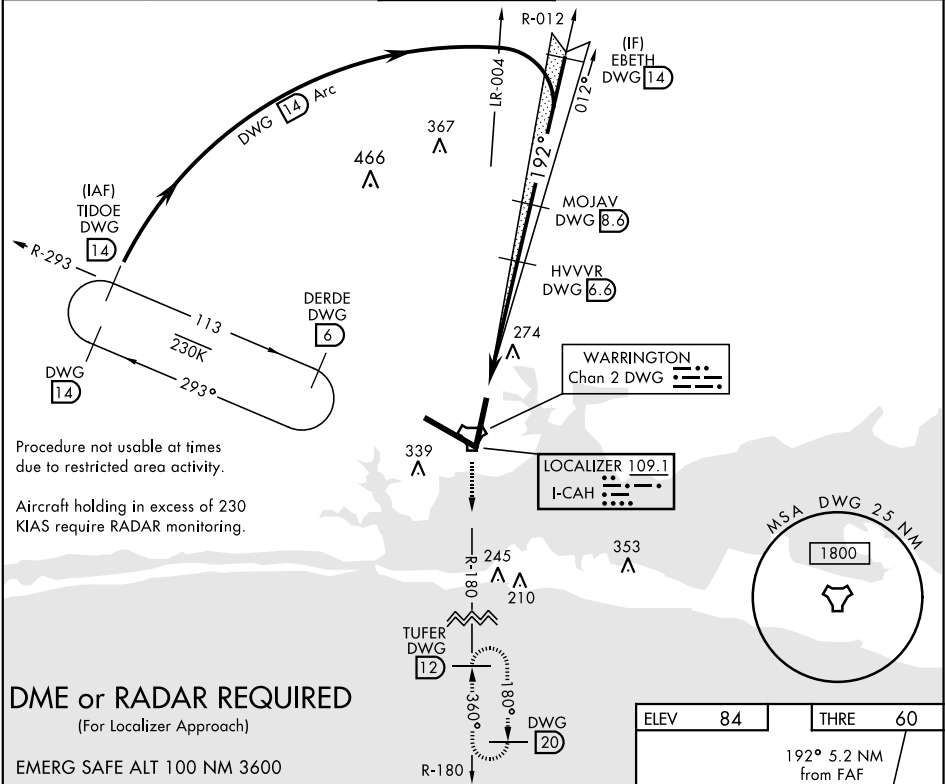 R-012
(IF)
EBETH
DWG 14
012°
LR-004
DWG 14 Arc
367
466
192°
(IAF)
TIDOE
DWG
14
MOJAV
DWG 8.6
R-293
HVVVR
DWG 6.6
DERDE
DWG
6
113
230K
293°
274
DWG
14
WARRINGTON
Chan 2 DWG
Procedure not usable at times
due to restricted area activity.
339
LOCALIZER 109.1
I-CAH
Aircraft holding in excess of 230
KIAS require RADAR monitoring.
MSA DWG 25 NM
1800
R-180
245
210
353
TUFER
DWG
12
360°
180°
DWG
20
R-180
DME or RADAR REQUIRED
(For Localizer Approach)
EMERG SAFE ALT 100 NM 3600
ELEV 84
THRE 60
192° 5.2 NM
from FAF